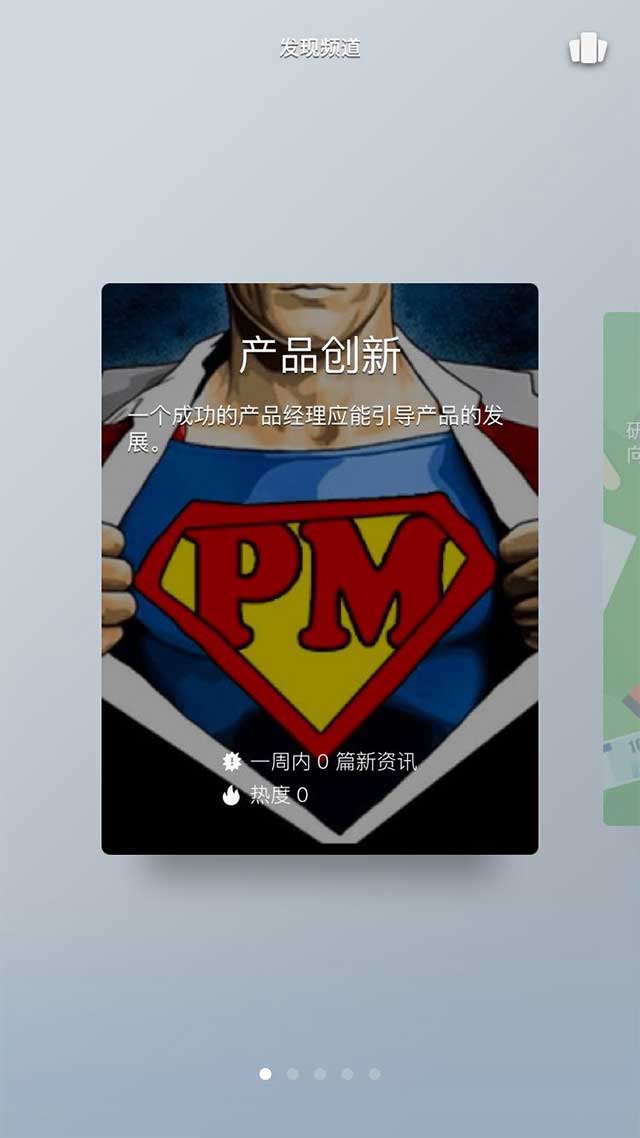 发现频道
产品创新
一个成功的产品经理应能引导产品的发
展。
研
向
PM
一周内 0 篇新资讯
热度 0